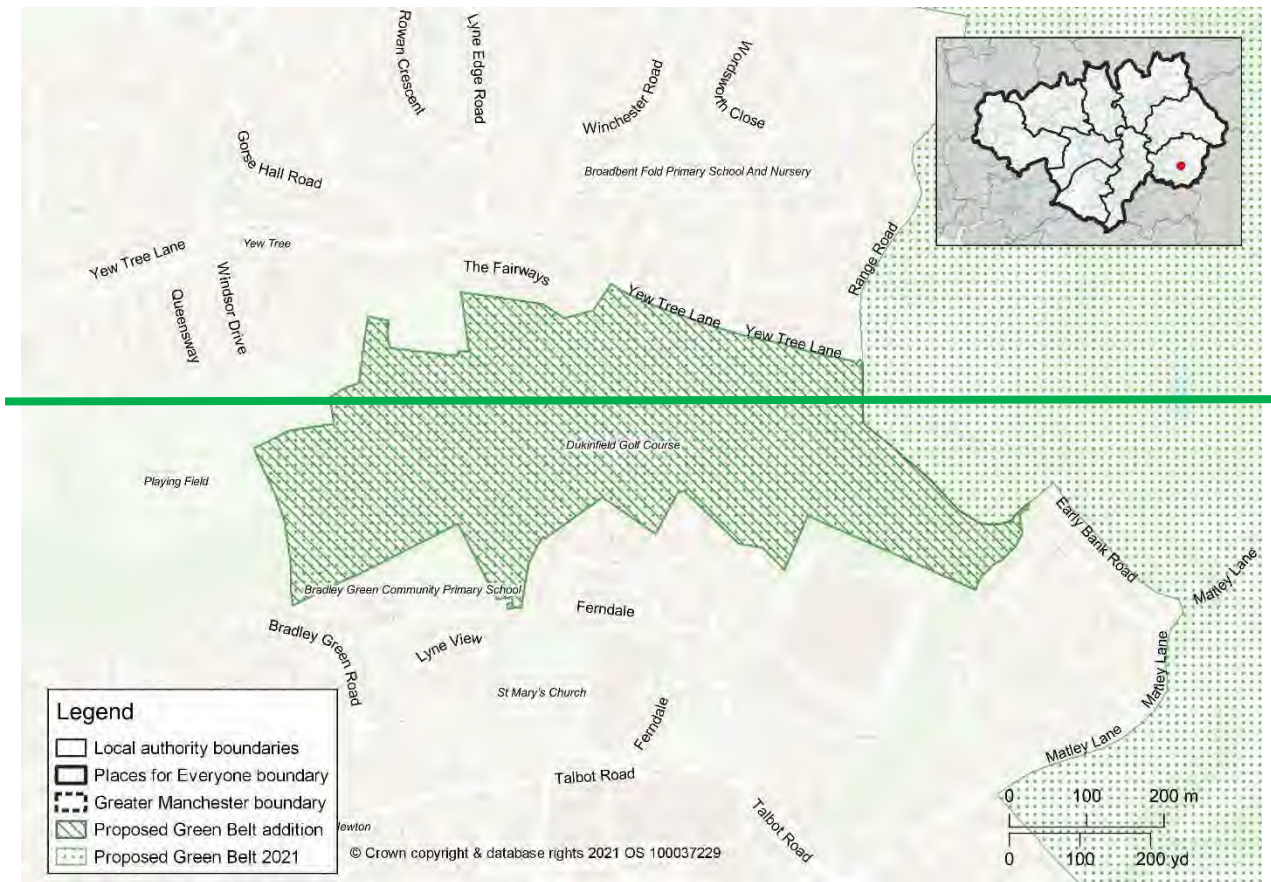 Rowan Crescent
Lyne Edge Road
Winchester Road
Wordsworth Close
Gorse Hall Road
Broadbent Fold Primary School And Nursery
Yew Tree Lane
Yew Tree
Windsor Drive
Queensway
The Fairways
Range Road
Yew Tree Lane
Yew Tree Lane
Dukinfield Golf Course
Playing Field
Early Bank Road
Matley Lane
Bradley Green Community Primary School
Ferndale
Bradley Green Road
Lyne View
St Mary's Church
Ferndale
Matley Lane
Matley Lane
Talbot Road
Talbot Road
Legend
Local authority boundaries
Places for Everyone boundary
Greater Manchester boundary
Proposed Green Belt addition
Proposed Green Belt 2021
© Crown copyright & database rights 2021 OS 100037229
0 100 200 m
0 100 200 yd